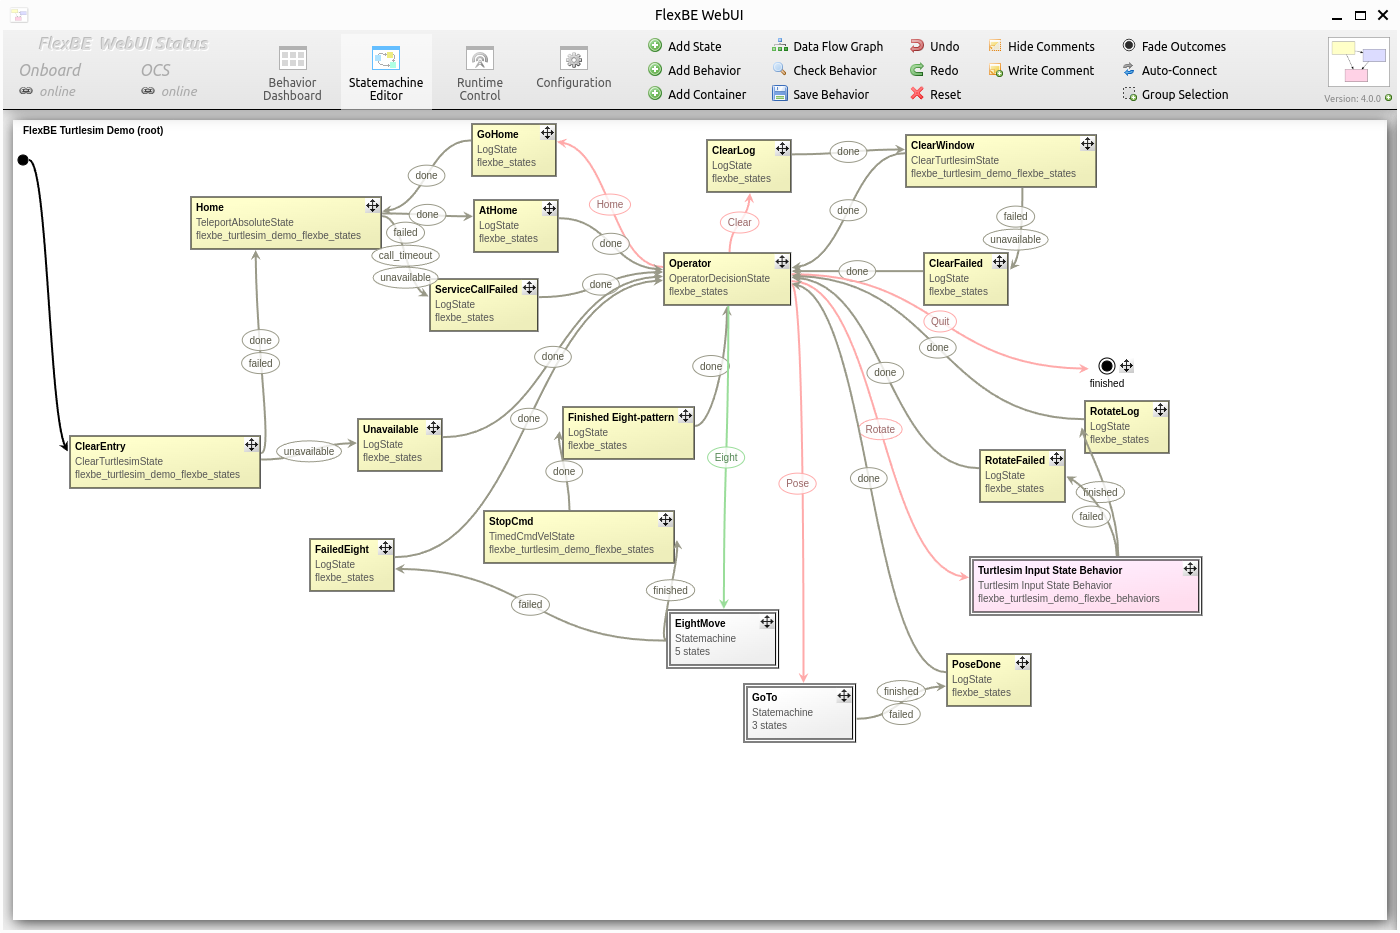 FlexBE WebUI
FlexBE WebUI Status
Onboard
online
OCS
online
Behavior
Dashboard
Statemachine
Editor
Runtime
Control
Configuration
Add State
Add Behavior
Add Container
Data Flow Graph
Check Behavior
Save Behavior
Undo
Redo
Reset
Hide Comments
Write Comment
Fade Outcomes
Auto-Connect
Group Selection
Version: 4.0.0
FlexBE Turtlesim Demo (root)
GoHome
LogState
flexbe_states
done
Home
ClearLog
LogState
flexbe_states
done
ClearWindow
ClearTurtlesimState
flexbe_turtlesim_demo_flexbe_states
Home
TeleportAbsoluteState
flexbe_turtlesim_demo_flexbe_states
done
failed
call_timeout
unavailable
AtHome
LogState
flexbe_states
done
Clear
done
failed
unavailable
ServiceCallFailed
LogState
flexbe_states
done
Operator
OperatorDecisionState
flexbe_states
done
ClearFailed
LogState
flexbe_states
Quit
done
finished
done
failed
done
done
done
done
RotateLog
LogState
flexbe_states
ClearEntry
ClearTurtlesimState
flexbe_turtlesim_demo_flexbe_states
unavailable
Unavailable
LogState
flexbe_states
Finished Eight-pattern
LogState
flexbe_states
done
Eight
Rotate
Pose
done
RotateFailed
LogState
flexbe_states
finished
failed
StopCmd
TimedCmdVelState
flexbe_turtlesim_demo_flexbe_states
FailedEight
LogState
flexbe_states
failed
finished
Turtlesim Input State Behavior
Turtlesim Input State Behavior
flexbe_turtlesim_demo_flexbe_behaviors
EightMove
Statemachine
5 states
GoTo
Statemachine
3 states
finished
failed
PoseDone
LogState
flexbe_states